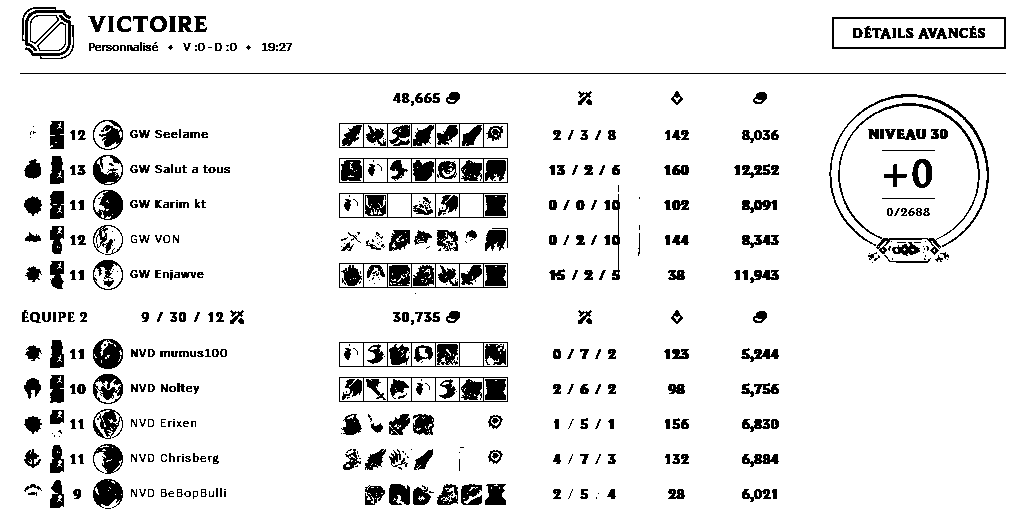 VICTOIRE
Personnalisé • V :0 - D :0 • 19:27
DÉTAILS AVANCÉS
48,665
12 GW Seelame 2 / 3 / 8 142 8,036
13 GW Salut a tous 13 / 2 / 6 160 12,252
11 GW Karim kt 0 / 0 / 10 102 8,091
12 GW VON 0 / 2 / 10 144 8,343
11 GW Enjawve 15 / 2 / 5 38 11,943
NIVEAU 30
+0
0/2688
ÉQUIPE 2 9 / 30 / 12 30,735
11 NVD mumus100 0 / 7 / 2 123 5,244
10 NVD Noltey 2 / 6 / 2 98 5,756
11 NVD Erixen 1 / 5 / 1 156 6,830
11 NVD Chrisberg 4 / 7 / 3 132 6,884
9 NVD BeBopBulli 2 / 5 / 4 28 6,021